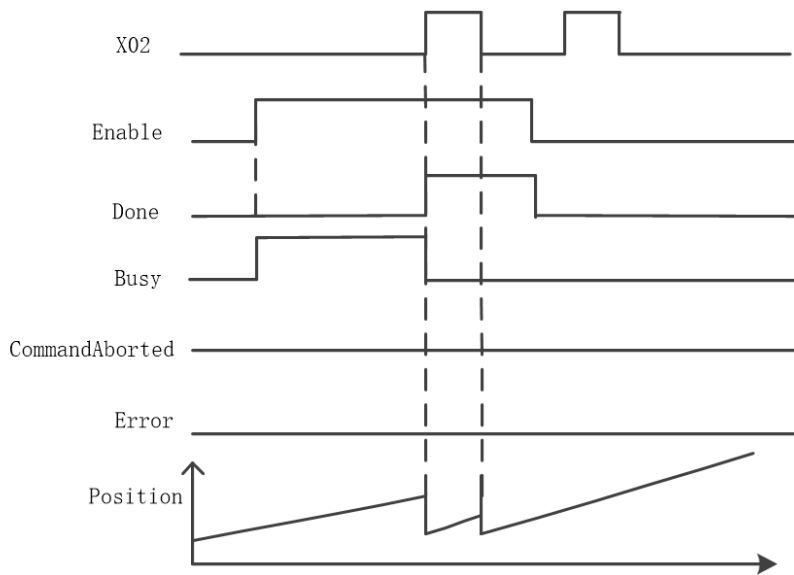 X02
Enable
Done
Busy
CommandAborted
Error
Position